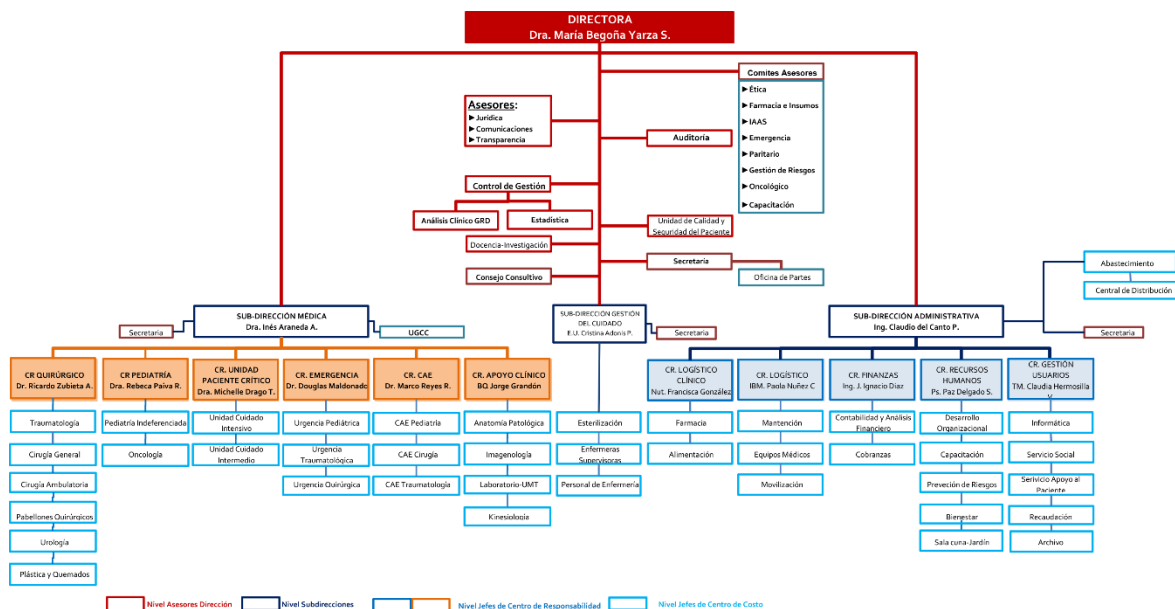 DIRECTORA
Dra. María Begoña Yarza S.
Comites Asesores
► Ética
► Farmacia e Insumos
► IAAS
► Emergencia
► Paritario
► Gestión de Riesgos
► Oncológico
► Capacitación
Asesores:
► Jurídica
► Comunicaciones
► Transparencia
Auditoría
Control de Gestión
Análisis Clínico GRD
Estadística
Unidad de Calidad y
Seguridad del Paciente
Docencia-Investigación
Secretaría
Consejo Consultivo
Oficina de Partes
Abastecimiento
Central de Distribución
SUB-DIRECCIÓN MÉDICA
Dra. Inés Araneda A.
Secretaria
UGCC
SUB-DIRECCIÓN GESTIÓN
DEL CUIDADO
E.U. Cristina Adonis P.
Secretaria
SUB-DIRECCIÓN ADMINISTRATIVA
Ing. Claudio del Canto P.
Secretaria
CR QUIRÚRGICO
Dr. Ricardo Zubieta A.
CR PEDIATRÍA
Dra. Rebeca Paiva R.
CR. UNIDAD
PACIENTE CRÍTICO
Dra. Michelle Drago T.
CR. EMERGENCIA
Dr. Douglas Maldonado
CR. CAE
Dr. Marco Reyes R.
CR. APOYO CLÍNICO
BQ Jorge Grandón
CR. LOGÍSTICO
CLÍNICO
Nut. Francisca González
CR. LOGÍSTICO
IBM. Paola Nuñez C
CR. FINANZAS
Ing. J. Ignacio Díaz
CR. RECURSOS
HUMANOS
Ps. Paz Delgado S.
CR. GESTIÓN
USUARIOS
TM. Claudia Hermosilla
Traumatología
Cirugía General
Cirugía Ambulatoria
Pabellones Quirúrgicos
Urología
Plástica y Quemados
Pediatría Indeferenciada
Oncología
Unidad Cuidado
Intensivo
Unidad Cuidado
Intermedio
Urgencia Pediátrica
Urgencia
Traumatológica
Urgencia Quirúrgica
CAE Pediatría
CAE Cirugía
CAE Traumatología
Anatomía Patológica
Imagenología
Laboratorio-UMT
Kinesiología
Esterilización
Enfermeras
Supervisoras
Personal de Enfermería
Farmacia
Alimentación
Mantención
Equipos Médicos
Movilización
Contabilidad y Análisis
Financiero
Cobranzas
Desarrollo
Organizacional
Capacitación
Preveción de Riesgos
Bienestar
Sala cuna-Jardín
Informática
Servicio Social
Serivicio Apoyo al
Paciente
Recaudación
Archivo
Nivel Asesores Dirección
Nivel Subdirecciones
Nivel Jefes de Centro de Responsabilidad
Nivel Jefes de Centro de Costo